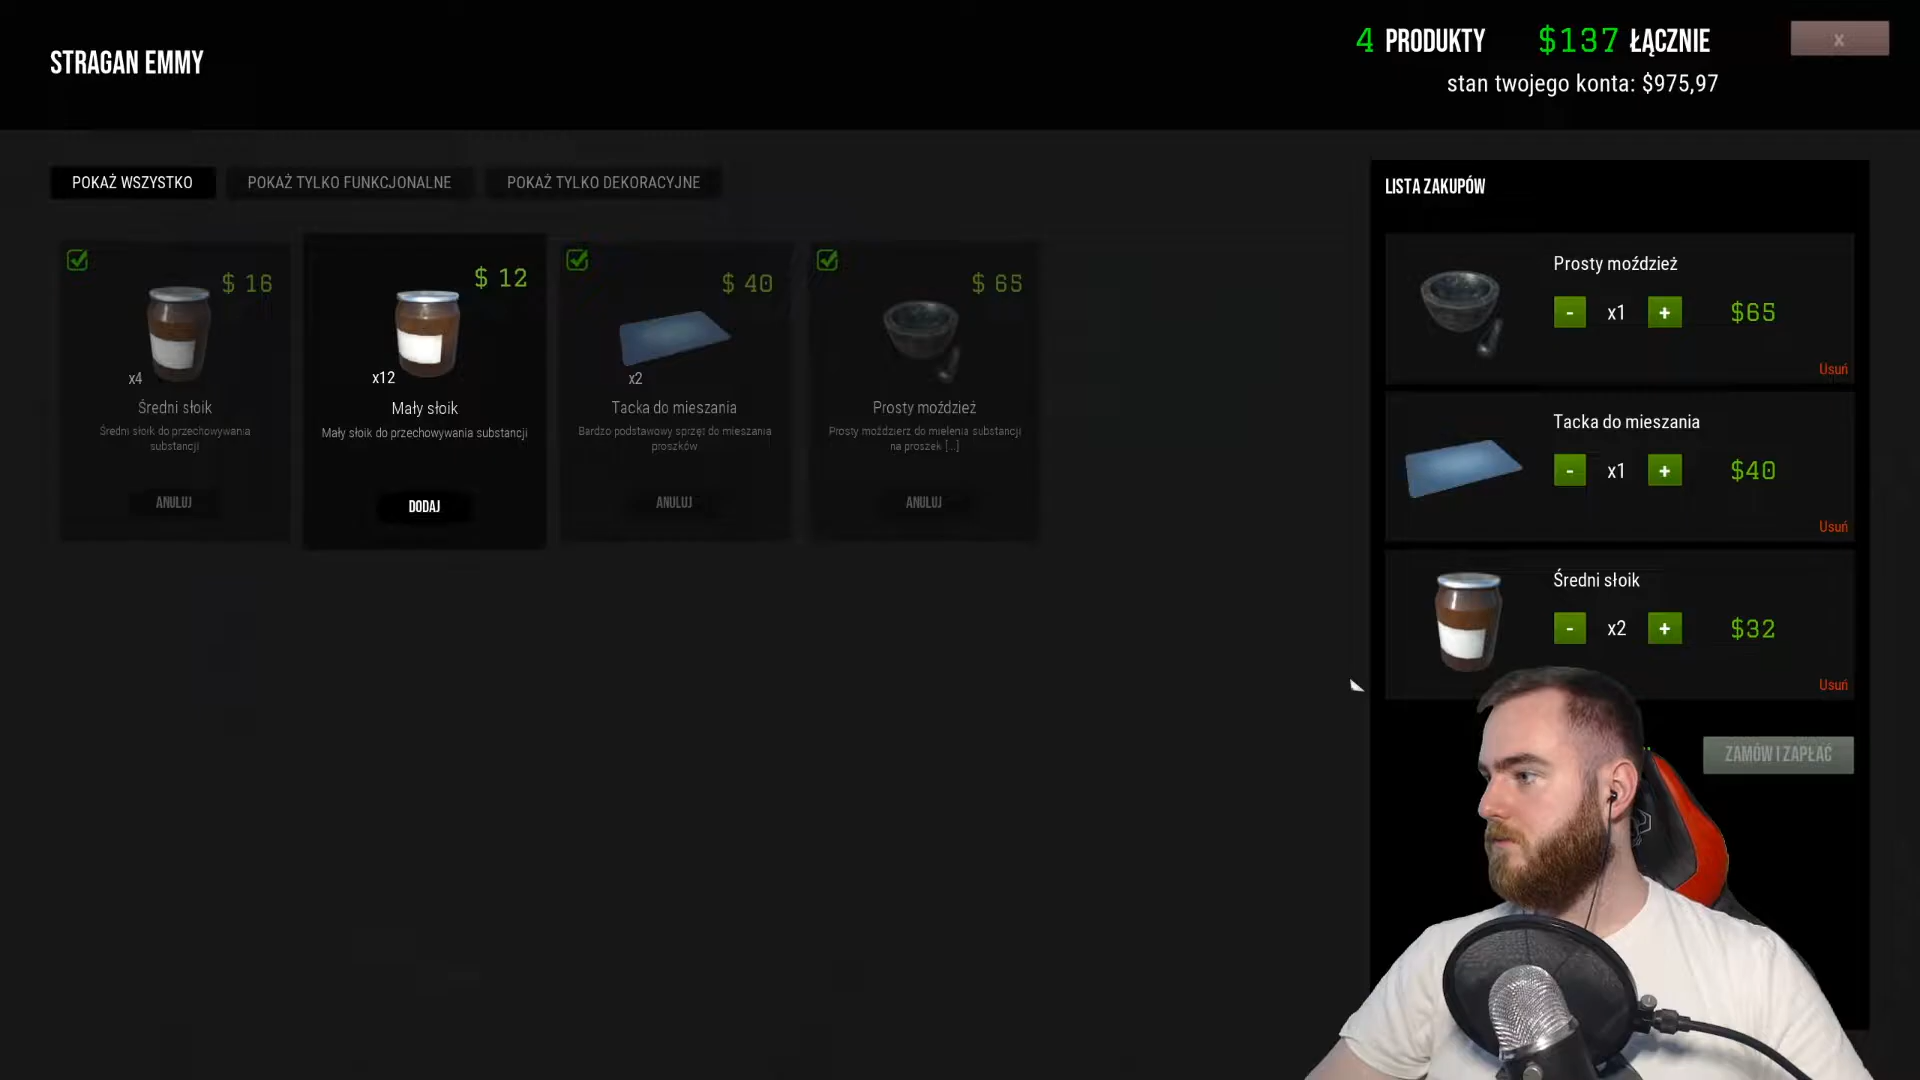 STRAGAN EMMY
4 PRODUKTY $137 ŁĄCZNIE
stan twojego konta: $975,97
x
POKAŻ WSZYSTKO
POKAŻ TYLKO FUNKCJONALNE
POKAŻ TYLKO DEKORACYJNE
$ 16
x4
Średni słoik
Średni słoik do przechowywania
substancji
ANULUJ
$ 12
x12
Mały słoik
Mały słoik do przechowywania substancji
DODAJ
$ 40
x2
Tacka do mieszania
Bardzo podstawowy sprzęt do mieszania
proszków
ANULUJ
$ 65
Prosty moździeż
Prosty moździerz do mielenia substancji
na proszek [...]
ANULUJ
LISTA ZAKUPÓW
Prosty moździeż
- x1 + $65
Usuń
Tacka do mieszania
- x1 + $40
Usuń
Średni słoik
- x2 + $32
Usuń
ZAMÓW I ZAPŁAĆ